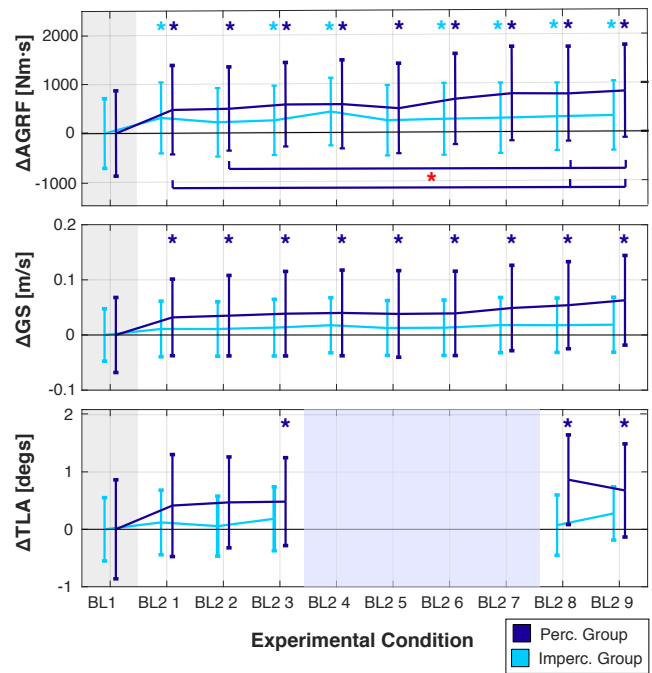 * * * * * * * * * * * * * * * *
2000
1000
0
-1000
ΔAGRF [Nm·s]
*
0.2
0.1
0
-0.1
ΔGS [m/s]
* * * * * * * * *
2
1
0
-1
ΔTLA [degs]
* * *
BL1 BL2 1 BL2 2 BL2 3 BL2 4 BL2 5 BL2 6 BL2 7 BL2 8 BL2 9
Experimental Condition
Perc. Group
Imperc. Group